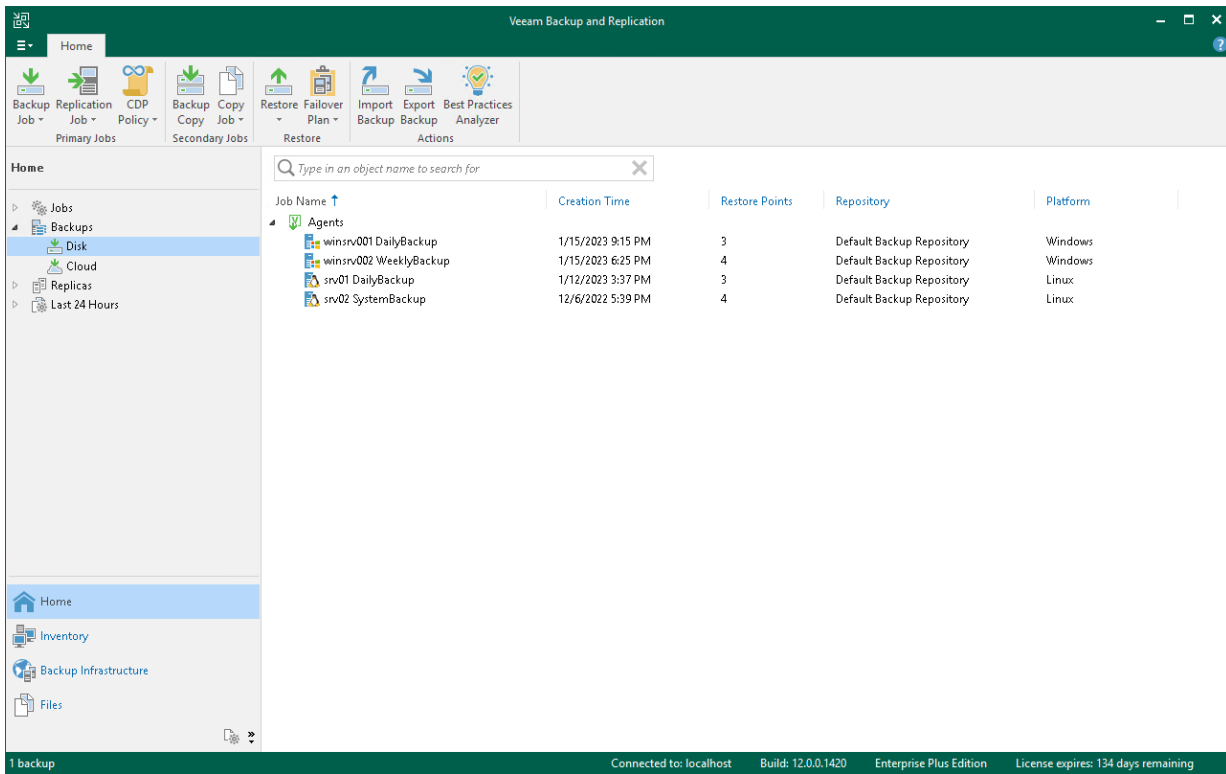 Veeam Backup and Replication
Home
Backup Job
Replication Job
CDP Policy
Primary Jobs
Backup Copy
Copy Job
Secondary Jobs
Restore
Failover Plan
Restore
Import Backup
Export Backup
Best Practices Analyzer
Actions
Home
Jobs
Backups
Disk
Cloud
Replicas
Last 24 Hours
Type in an object name to search for
Job Name Creation Time Restore Points Repository Platform
Agents
winsrv001 DailyBackup 1/15/2023 9:15 PM 3 Default Backup Repository Windows
winsrv002 WeeklyBackup 1/15/2023 6:25 PM 4 Default Backup Repository Windows
srv01 DailyBackup 1/12/2023 3:37 PM 3 Default Backup Repository Linux
srv02 SystemBackup 12/6/2022 5:39 PM 4 Default Backup Repository Linux
Home
Inventory
Backup Infrastructure
Files
1 backup Connected to: localhost Build: 12.0.0.1420 Enterprise Plus Edition License expires: 134 days remaining